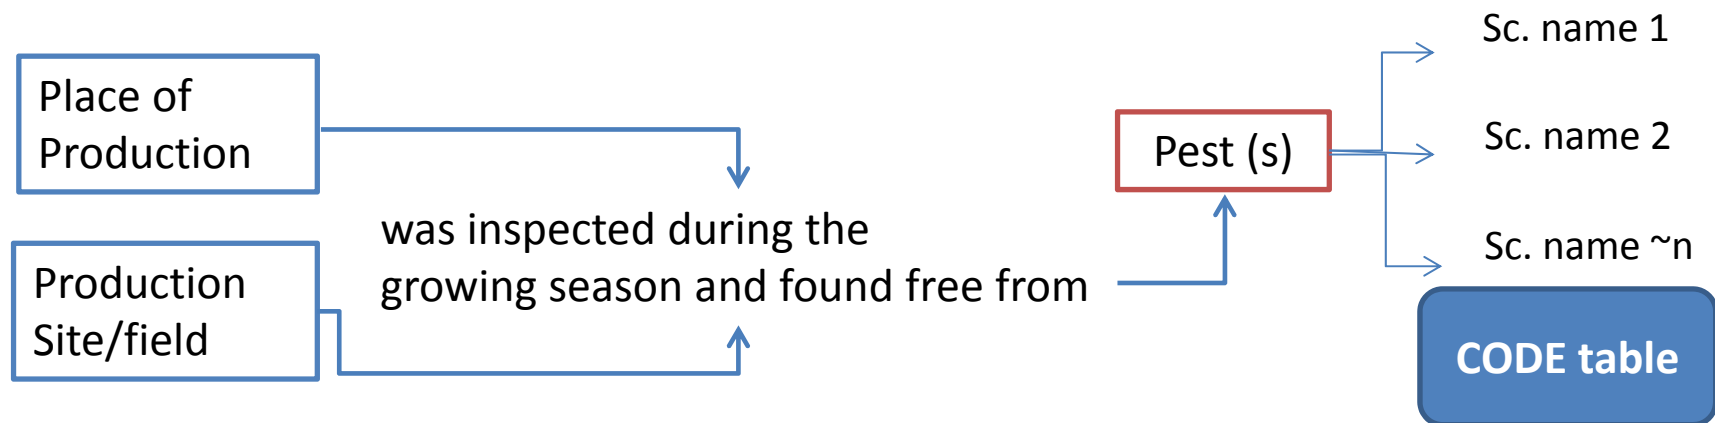 Place of
Production
Production
Site/field
was inspected during the
growing season and found free from
Pest (s)
Sc. name 1
Sc. name 2
Sc. name ~n
CODE table